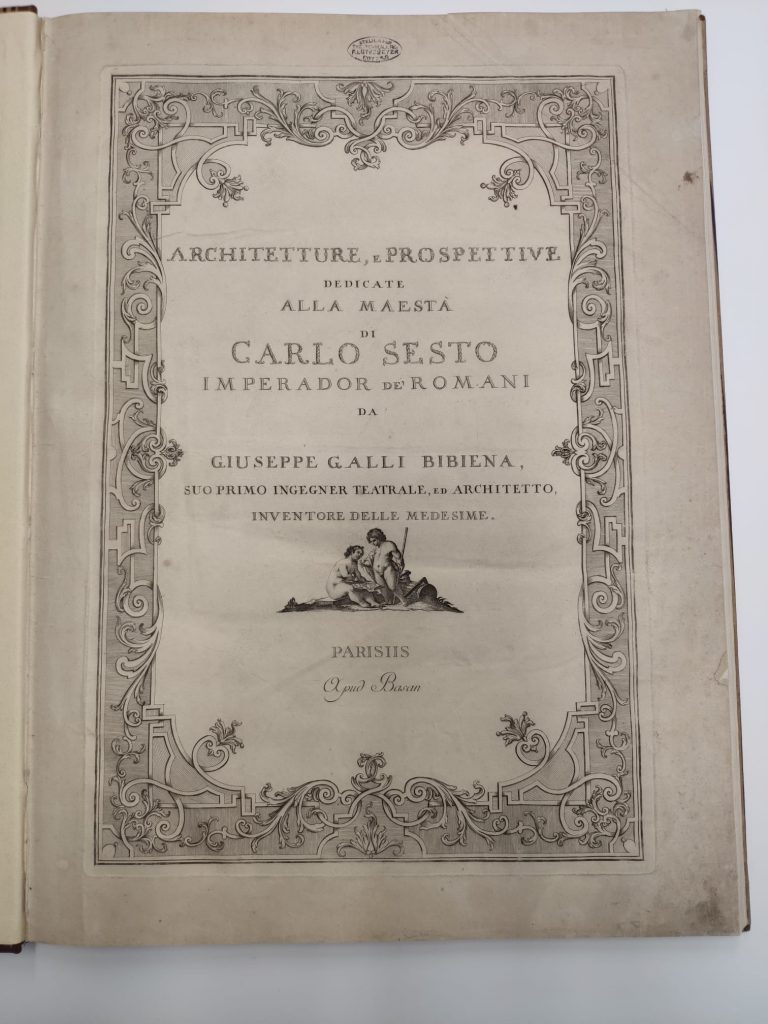 ARCHITETTURE, E PROSPETTIVE
DEDICATE
ALLA MAESTÀ
DI
CARLO SESTO
IMPERADOR DE' ROMANI
DA
GIUSEPPE GALLI BIBIENA,
SUO PRIMO INGEGNER TEATRALE, ED ARCHITETTO,
INVENTORE DELLE MEDESIME.
PARISIIS
Apud Basan